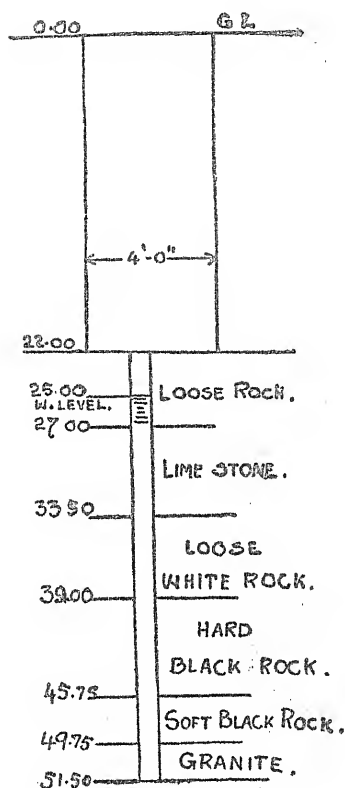 0.00 G L
4'-0"
22.00
25.00 LOOSE ROCK.
W. LEVEL.
27.00
LIME STONE.
33.50
LOOSE
WHITE ROCK.
39.00
HARD
BLACK ROCK.
45.75
SOFT BLACK ROCK.
49.75
GRANITE.
51.50